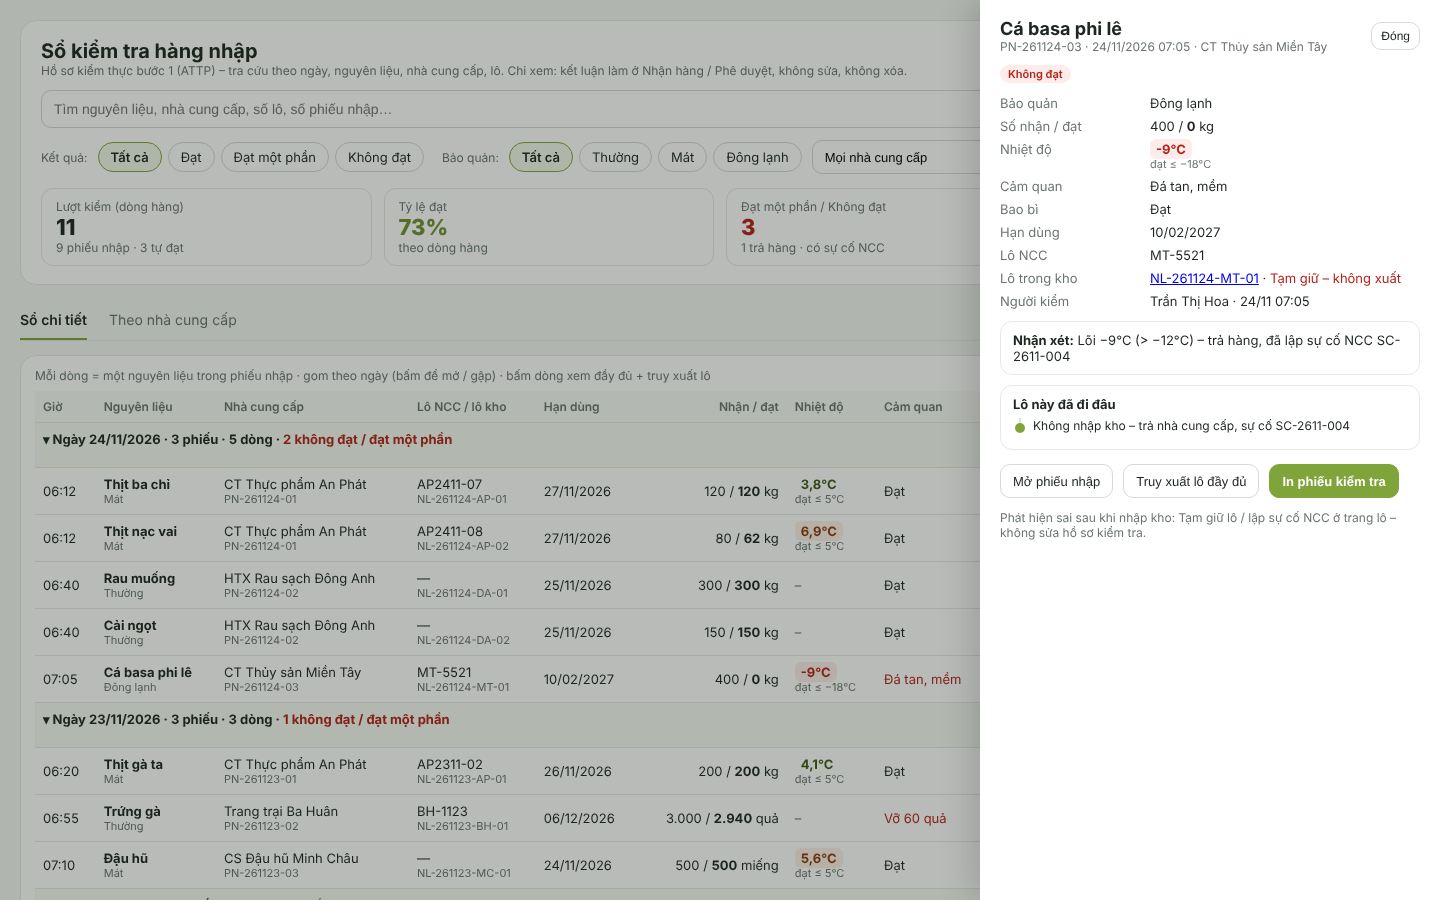 Sổ kiểm tra hàng nhập
Hồ sơ kiểm thực bước 1 (ATTP) – tra cứu theo ngày, nguyên liệu, nhà cung cấp, lô. Chỉ xem: kết luận làm ở Nhận hàng / Phê duyệt, không sửa, không xóa.
Tìm nguyên liệu, nhà cung cấp, số lô, số phiếu nhập…
Kết quả: Tất cả Đạt Đạt một phần Không đạt Bảo quản: Tất cả Thường Mát Đông lạnh Mọi nhà cung cấp
Lượt kiểm (dòng hàng)
11
9 phiếu nhập · 3 tự đạt
Tỷ lệ đạt
73%
theo dòng hàng
Đạt một phần / Không đạt
3
1 trả hàng · có sự cố NCC
Sổ chi tiết Theo nhà cung cấp
Mỗi dòng = một nguyên liệu trong phiếu nhập · gom theo ngày (bấm để mở / gập) · bấm dòng xem đầy đủ + truy xuất lô
Giờ Nguyên liệu Nhà cung cấp Lô NCC / lô kho Hạn dùng Nhận / đạt Nhiệt độ Cảm quan
▾ Ngày 24/11/2026 · 3 phiếu · 5 dòng · 2 không đạt / đạt một phần
06:12 Thịt ba chỉ CT Thực phẩm An Phát AP2411-07 27/11/2026 120 / 120 kg 3,8°C Đạt
Mát PN-261124-01 NL-261124-AP-01 đạt ≤ 5°C
06:12 Thịt nạc vai CT Thực phẩm An Phát AP2411-08 27/11/2026 80 / 62 kg 6,9°C Đạt
Mát PN-261124-01 NL-261124-AP-02 đạt ≤ 5°C
06:40 Rau muống HTX Rau sạch Đông Anh — 25/11/2026 300 / 300 kg – Đạt
Thường PN-261124-02 NL-261124-DA-01
06:40 Cải ngọt HTX Rau sạch Đông Anh — 25/11/2026 150 / 150 kg – Đạt
Thường PN-261124-02 NL-261124-DA-02
07:05 Cá basa phi lê CT Thủy sản Miền Tây MT-5521 10/02/2027 400 / 0 kg -9°C Đá tan, mềm
Đông lạnh PN-261124-03 NL-261124-MT-01 đạt ≤ −18°C
▾ Ngày 23/11/2026 · 3 phiếu · 3 dòng · 1 không đạt / đạt một phần
06:20 Thịt gà ta CT Thực phẩm An Phát AP2311-02 26/11/2026 200 / 200 kg 4,1°C Đạt
Mát PN-261123-01 NL-261123-AP-01 đạt ≤ 5°C
06:55 Trứng gà Trang trại Ba Huân BH-1123 06/12/2026 3.000 / 2.940 quả – Vỡ 60 quả
Thường PN-261123-02 NL-261123-BH-01
07:10 Đậu hũ CS Đậu hũ Minh Châu — 24/11/2026 500 / 500 miếng 5,6°C Đạt
Mát PN-261123-03 NL-261123-MC-01 đạt ≤ 5°C
Cá basa phi lê
Đóng
PN-261124-03 · 24/11/2026 07:05 · CT Thủy sản Miền Tây
Không đạt
Bảo quản Đông lạnh
Số nhận / đạt 400 / 0 kg
Nhiệt độ -9°C
đạt ≤ −18°C
Cảm quan Đá tan, mềm
Bao bì Đạt
Hạn dùng 10/02/2027
Lô NCC MT-5521
Lô trong kho NL-261124-MT-01 · Tạm giữ – không xuất
Người kiểm Trần Thị Hoa · 24/11 07:05
Nhận xét: Lõi −9°C (> −12°C) – trả hàng, đã lập sự cố NCC SC-
2611-004
Lô này đã đi đâu
Không nhập kho – trả nhà cung cấp, sự cố SC-2611-004
Mở phiếu nhập Truy xuất lô đầy đủ In phiếu kiểm tra
Phát hiện sai sau khi nhập kho: Tạm giữ lô / lập sự cố NCC ở trang lô –
không sửa hồ sơ kiểm tra.